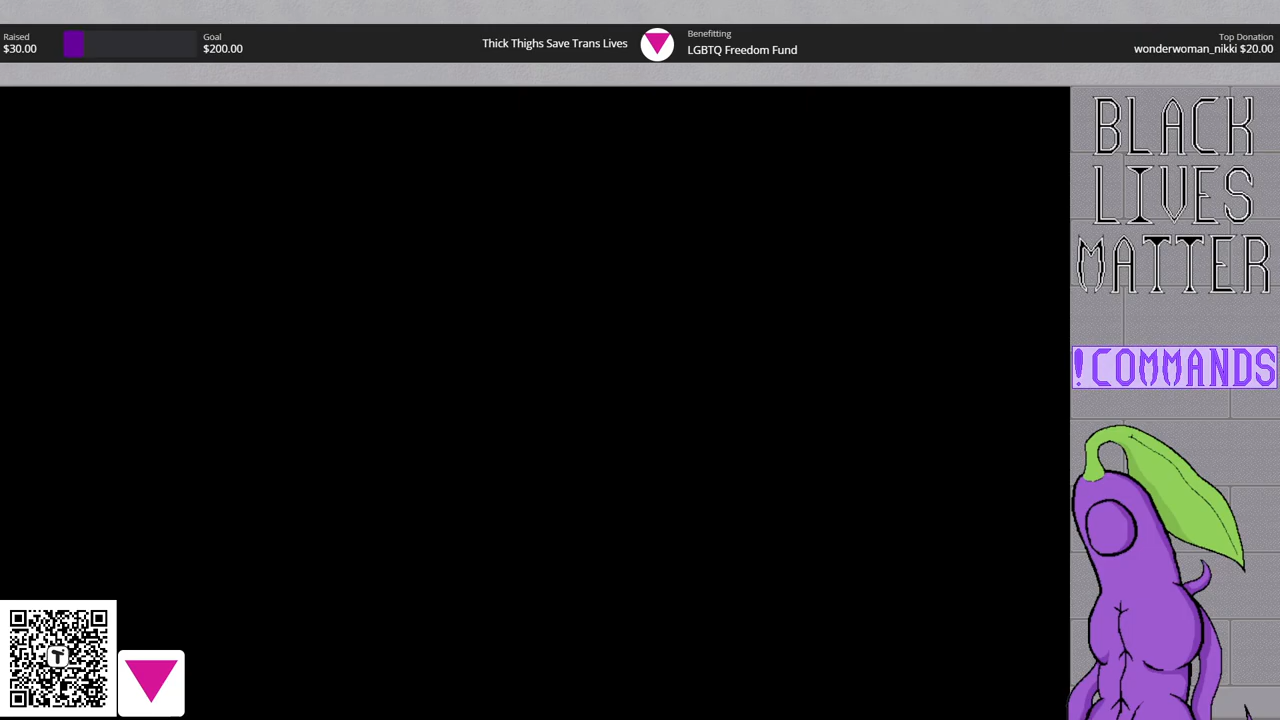 Raised
$30.00
Goal
$200.00
Thick Thighs Save Trans Lives
Benefitting
LGBTQ Freedom Fund
Top Donation
wonderwoman_nikki $20.00
BLACK
LIVES
MATTER
!COMMANDS
T